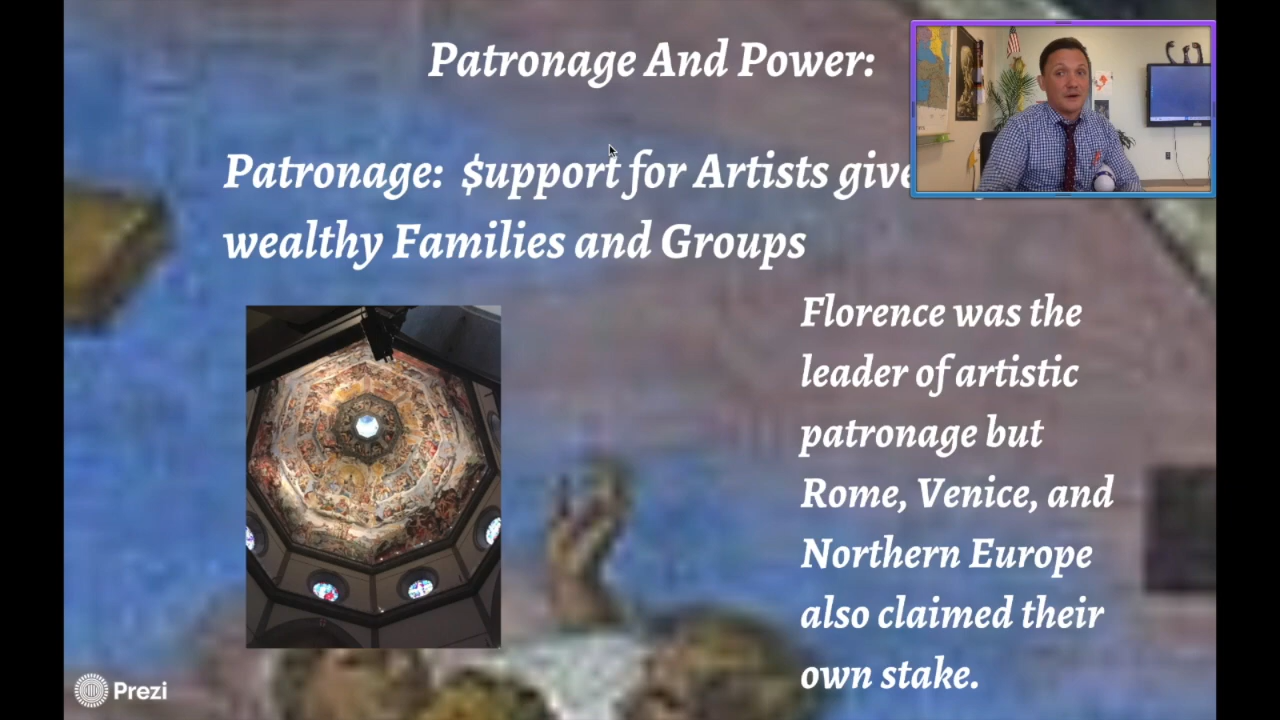 Patronage And Power:
Patronage: $upport for Artists give
wealthy Families and Groups
Florence was the
leader of artistic
patronage but
Rome, Venice, and
Northern Europe
also claimed their
own stake.
Prezi